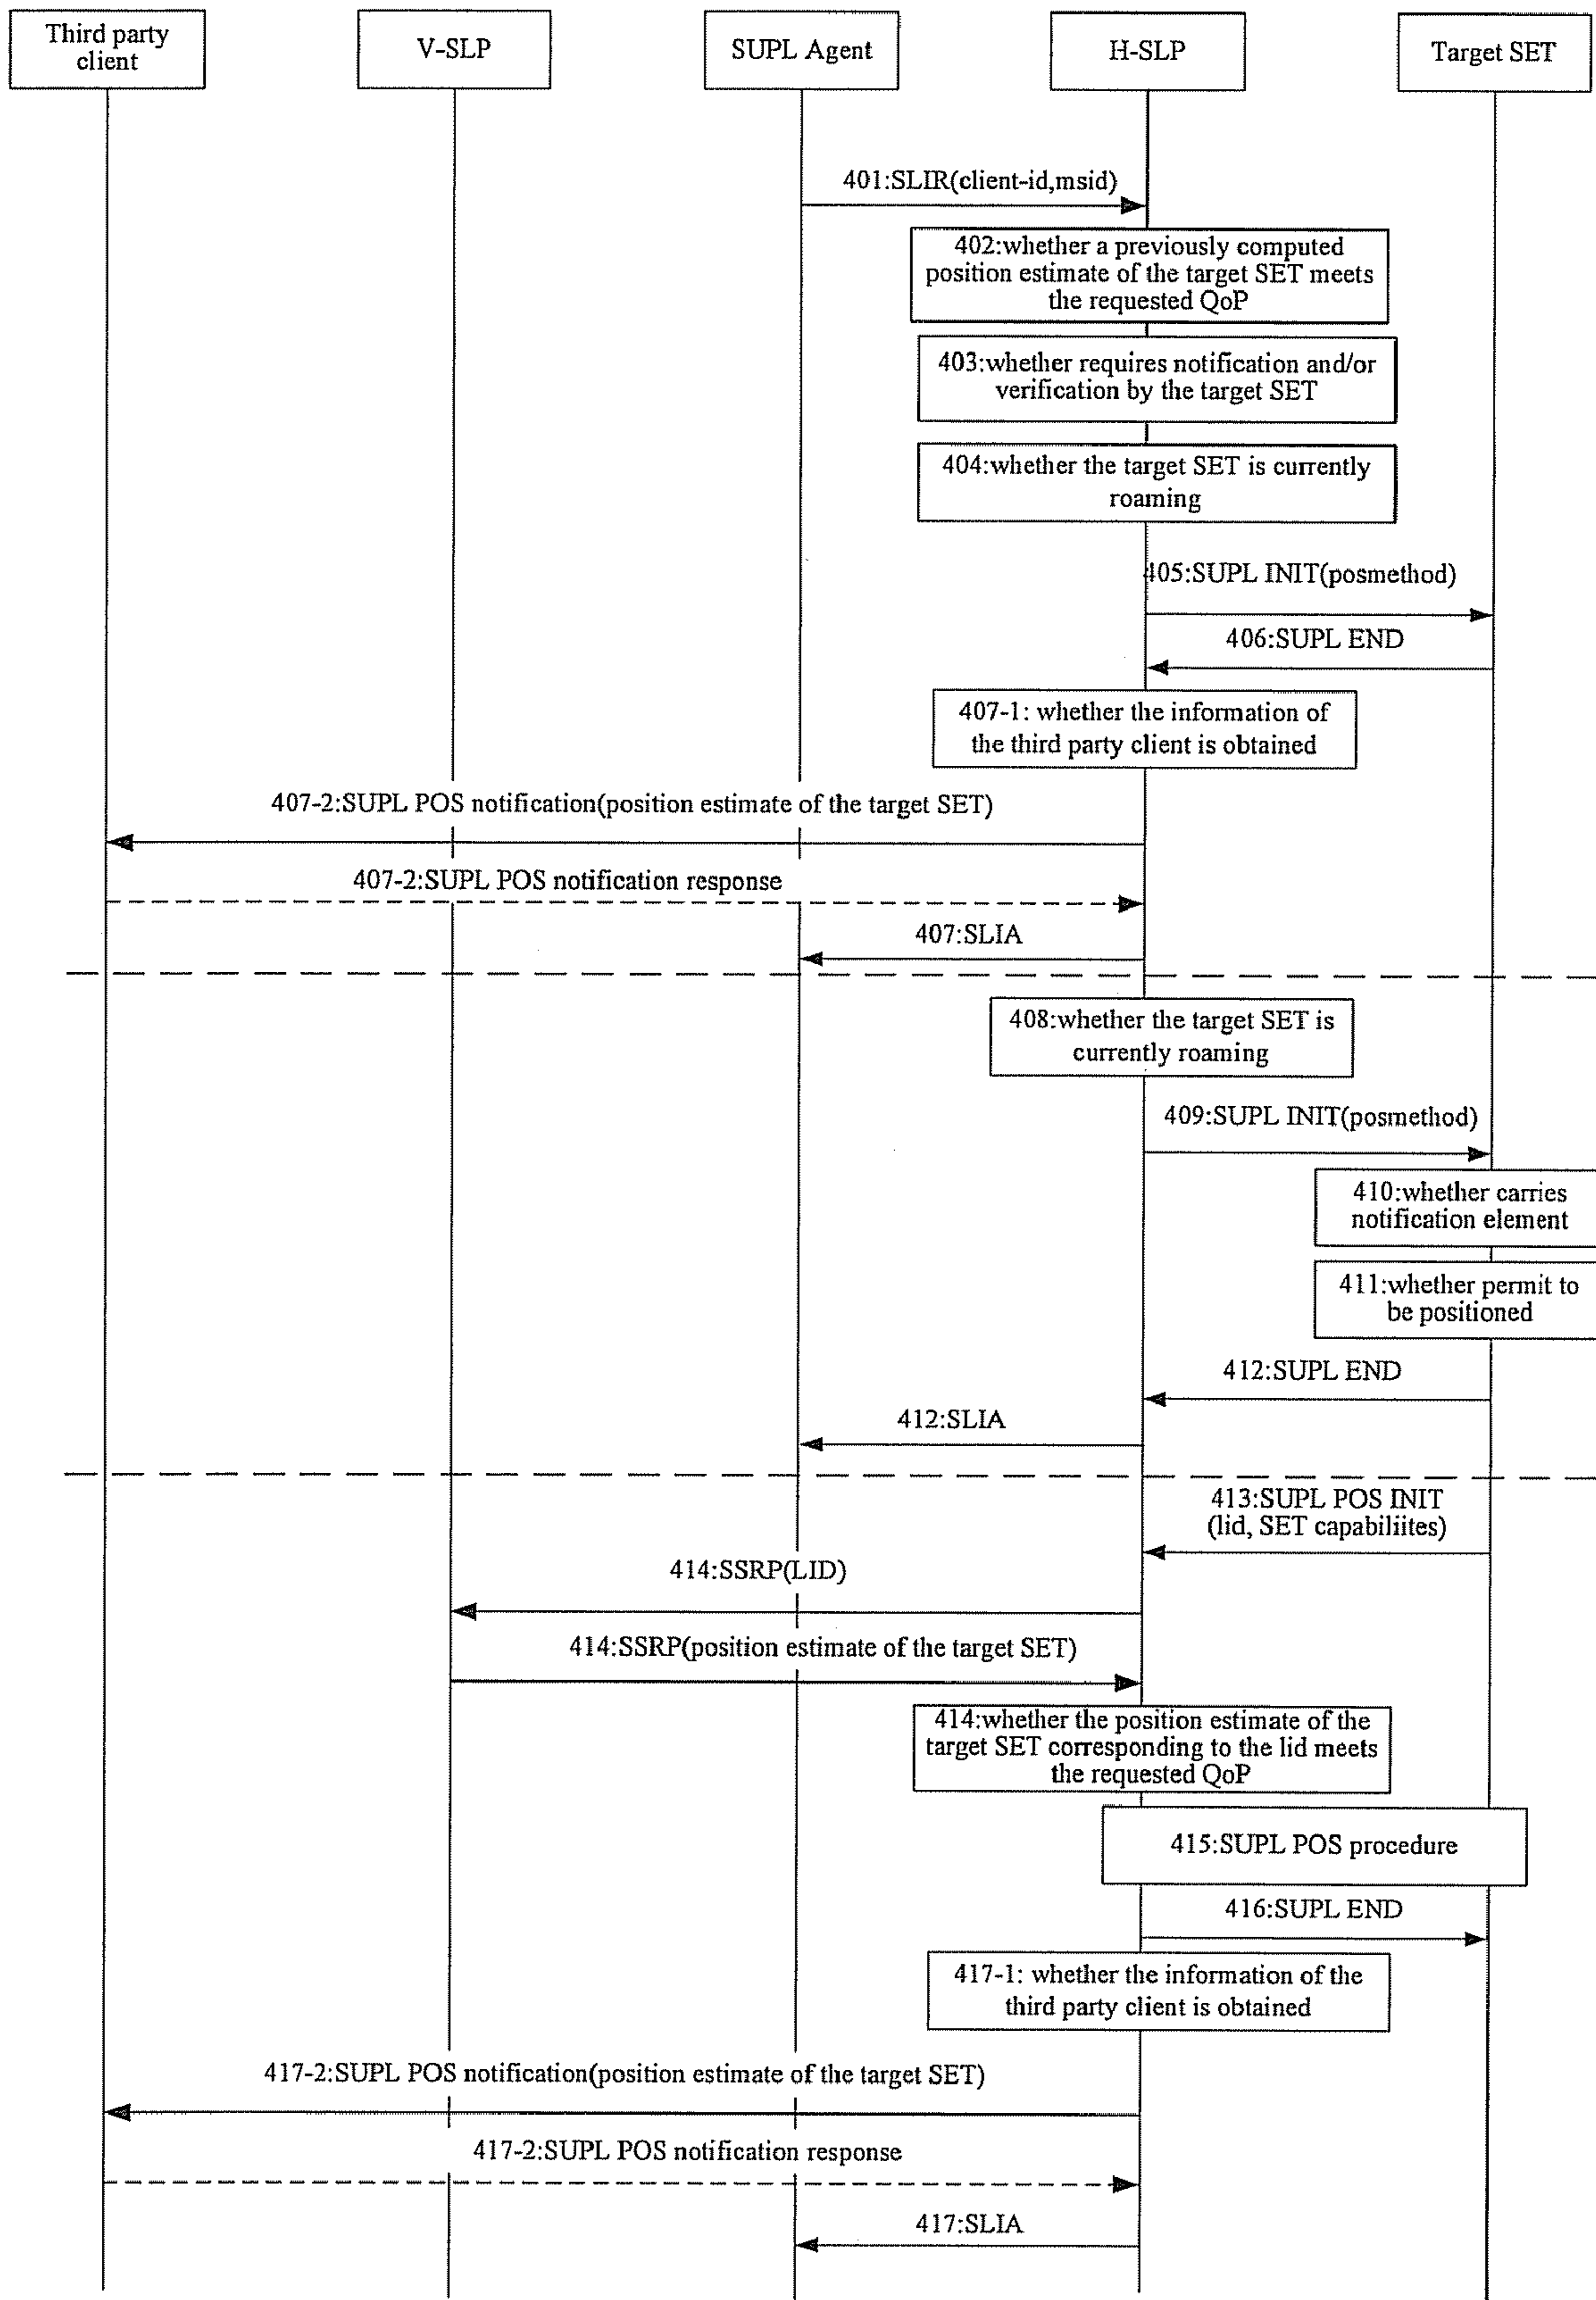 Third party
client
V-SLP
SUPL Agent
H-SLP
Target SET
401:SLIR(client-id,msid)
402:whether a previously computed
position estimate of the target SET meets
the requested QoP
403:whether requires notification and/or
verification by the target SET
404:whether the target SET is currently
roaming
405:SUPL INIT(posmethod)
406:SUPL END
407-1: whether the information of
the third party client is obtained
407-2:SUPL POS notification(position estimate of the target SET)
407-2:SUPL POS notification response
407:SLIA
408:whether the target SET is
currently roaming
409:SUPL INIT(posmethod)
410:whether carries
notification element
411:whether permit to
be positioned
412:SUPL END
412:SLIA
413:SUPL POS INIT
(lid, SET capabiliites)
414:SSRP(LID)
414:SSRP(position estimate of the target SET)
414:whether the position estimate of the
target SET corresponding to the lid meets
the requested QoP
415:SUPL POS procedure
416:SUPL END
417-1: whether the information of the
third party client is obtained
417-2:SUPL POS notification(position estimate of the target SET)
417-2:SUPL POS notification response
417:SLIA